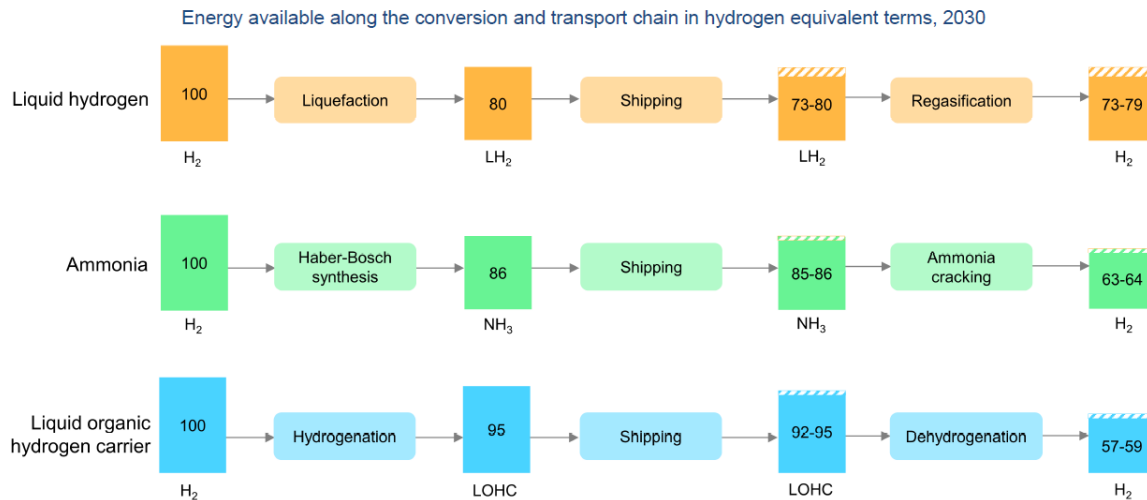 Energy available along the conversion and transport chain in hydrogen equivalent terms, 2030
Liquid hydrogen
100
H₂
Liquefaction
80
LH₂
Shipping
73-80
LH₂
Regasification
73-79
H₂
Ammonia
100
H₂
Haber-Bosch
synthesis
86
NH₃
Shipping
85-86
NH₃
Ammonia
cracking
63-64
H₂
Liquid organic
hydrogen carrier
100
H₂
Hydrogenation
95
LOHC
Shipping
92-95
LOHC
Dehydrogenation
57-59
H₂